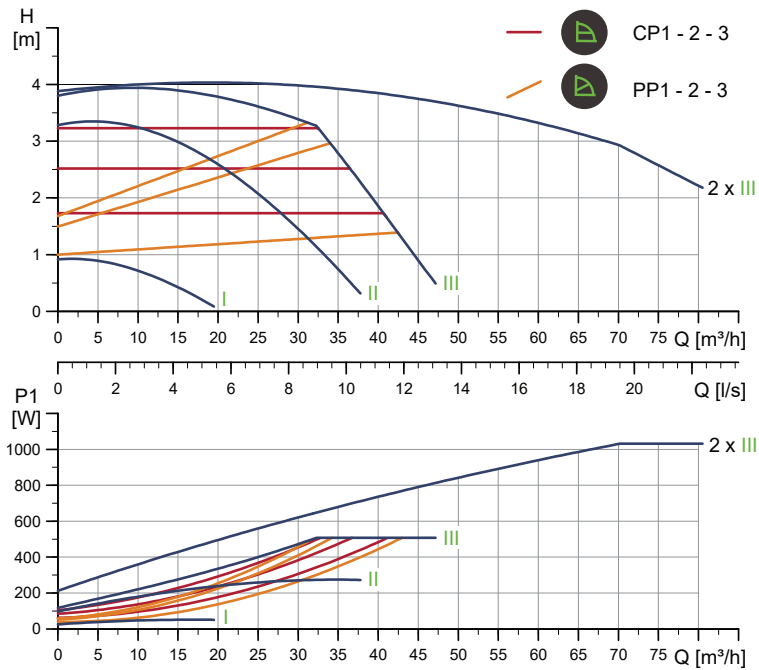 H
[m]
CP1 - 2 - 3
PP1 - 2 - 3
4
3
2
1
0
2 x III
I
II
III
0 5 10 15 20 25 30 35 40 45 50 55 60 65 70 75 Q [m³/h]
0 2 4 6 8 10 12 14 16 18 20 Q [l/s]
P1
[W]
1000
800
600
400
200
0
2 x III
III
II
I
0 5 10 15 20 25 30 35 40 45 50 55 60 65 70 75 Q [m³/h]